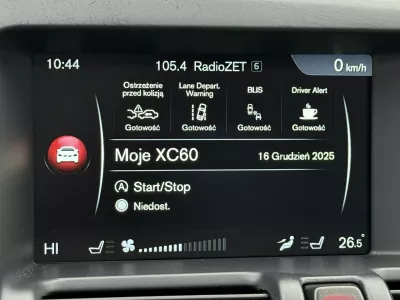 10:44
105.4 RadioZET 6
0 km/h
Ostrzeżenie
przed kolizją
Gotowość
Lane Depart.
Warning
Gotowość
BLIS
Gotowość
Driver Alert
Gotowość
Moje XC60
16 Grudzień 2025
A Start/Stop
Niedost.
HI
26.5°